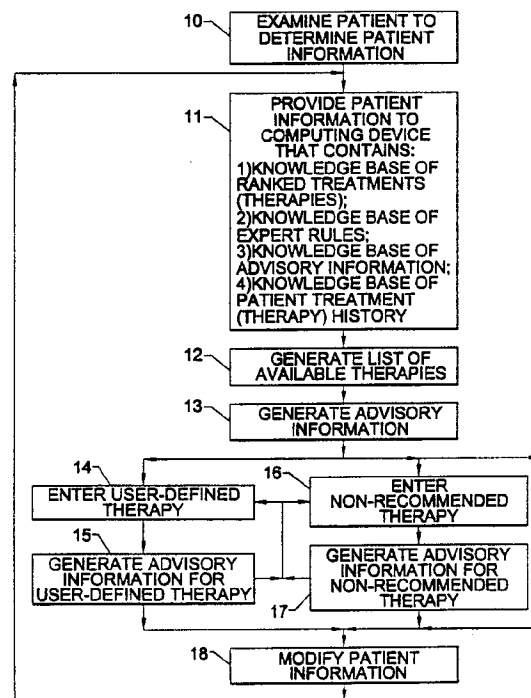 10
EXAMINE PATIENT TO
DETERMINE PATIENT
INFORMATION
11
PROVIDE PATIENT
INFORMATION TO
COMPUTING DEVICE
THAT CONTAINS:
1)KNOWLEDGE BASE OF
RANKED TREATMENTS
(THERAPIES);
2)KNOWLEDGE BASE OF
EXPERT RULES;
3)KNOWLEDGE BASE OF
ADVISORY INFORMATION;
4)KNOWLEDGE BASE OF
PATIENT TREATMENT
(THERAPY) HISTORY
12
GENERATE LIST OF
AVAILABLE THERAPIES
13
GENERATE ADVISORY
INFORMATION
14
ENTER USER-DEFINED
THERAPY
16
ENTER
NON-RECOMMENDED
THERAPY
15
GENERATE ADVISORY
INFORMATION FOR
USER-DEFINED THERAPY
GENERATE ADVISORY
INFORMATION FOR
NON-RECOMMENDED
THERAPY
17
18
MODIFY PATIENT
INFORMATION